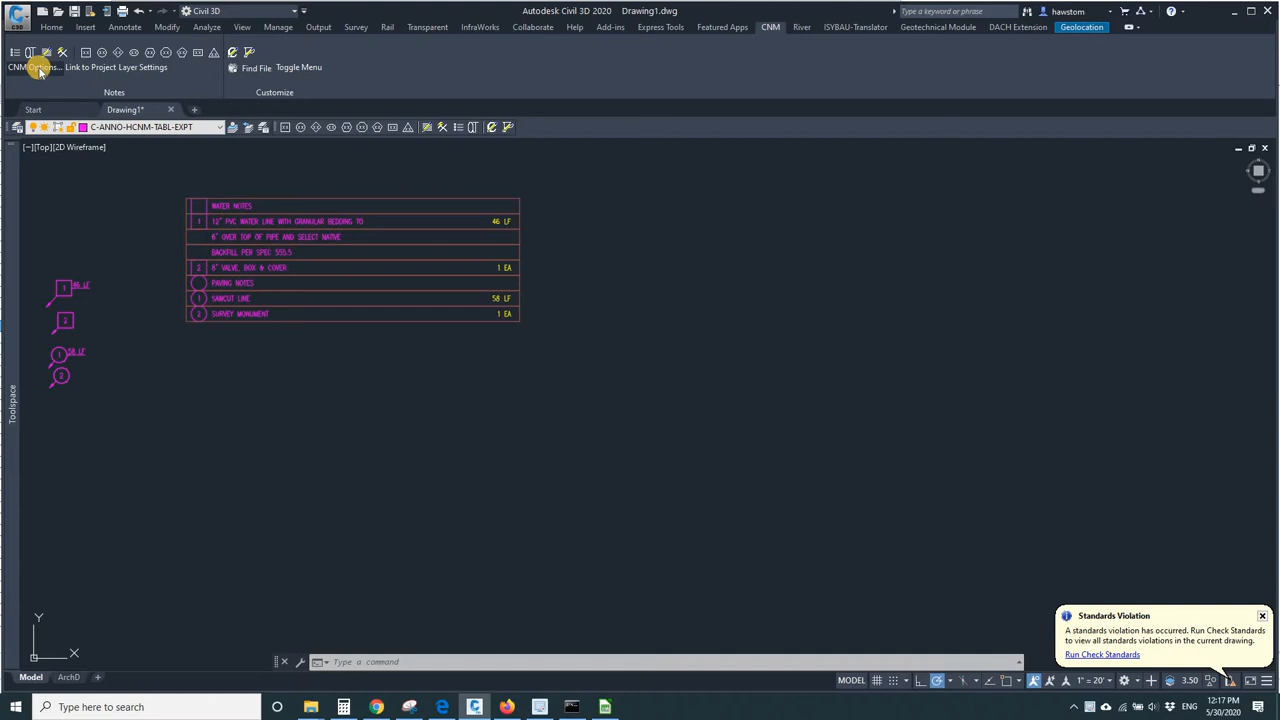 Civil 3D
Autodesk Civil 3D 2020 Drawing1.dwg
Type a keyword or phrase
hawstom
Home Insert Annotate Modify Analyze View Manage Output Survey Rail Transparent InfraWorks Collaborate Help Add-ins Express Tools Featured Apps CNM River ISYBAU-Translator Geotechnical Module DACH Extension Geolocation
CNM Options... Link to Project Layer Settings
Find File Toggle Menu
Notes
Customize
Start Drawing1*
C-ANNO-HCNM-TABL-EXPT
[−][Top][2D Wireframe]
WATER NOTES
1 12" PVC WATER LINE WITH GRANULAR BEDDING TO 46 LF
6" OVER TOP OF PIPE AND SELECT NATIVE
BACKFILL PER SPEC 555.5
2 8" VALVE, BOX & COVER 1 EA
PAVING NOTES
1 SAWCUT LINE 58 LF
2 SURVEY MONUMENT 1 EA
1 46 LF
2
1 58 LF
2
Toolspace
Standards Violation
A standards violation has occurred. Run Check Standards
to view all standards violations in the current drawing.
Run Check Standards
Y
X
Type a command
Model ArchD
MODEL
1" = 20'
3.50
Type here to search
12:17 PM
5/30/2020